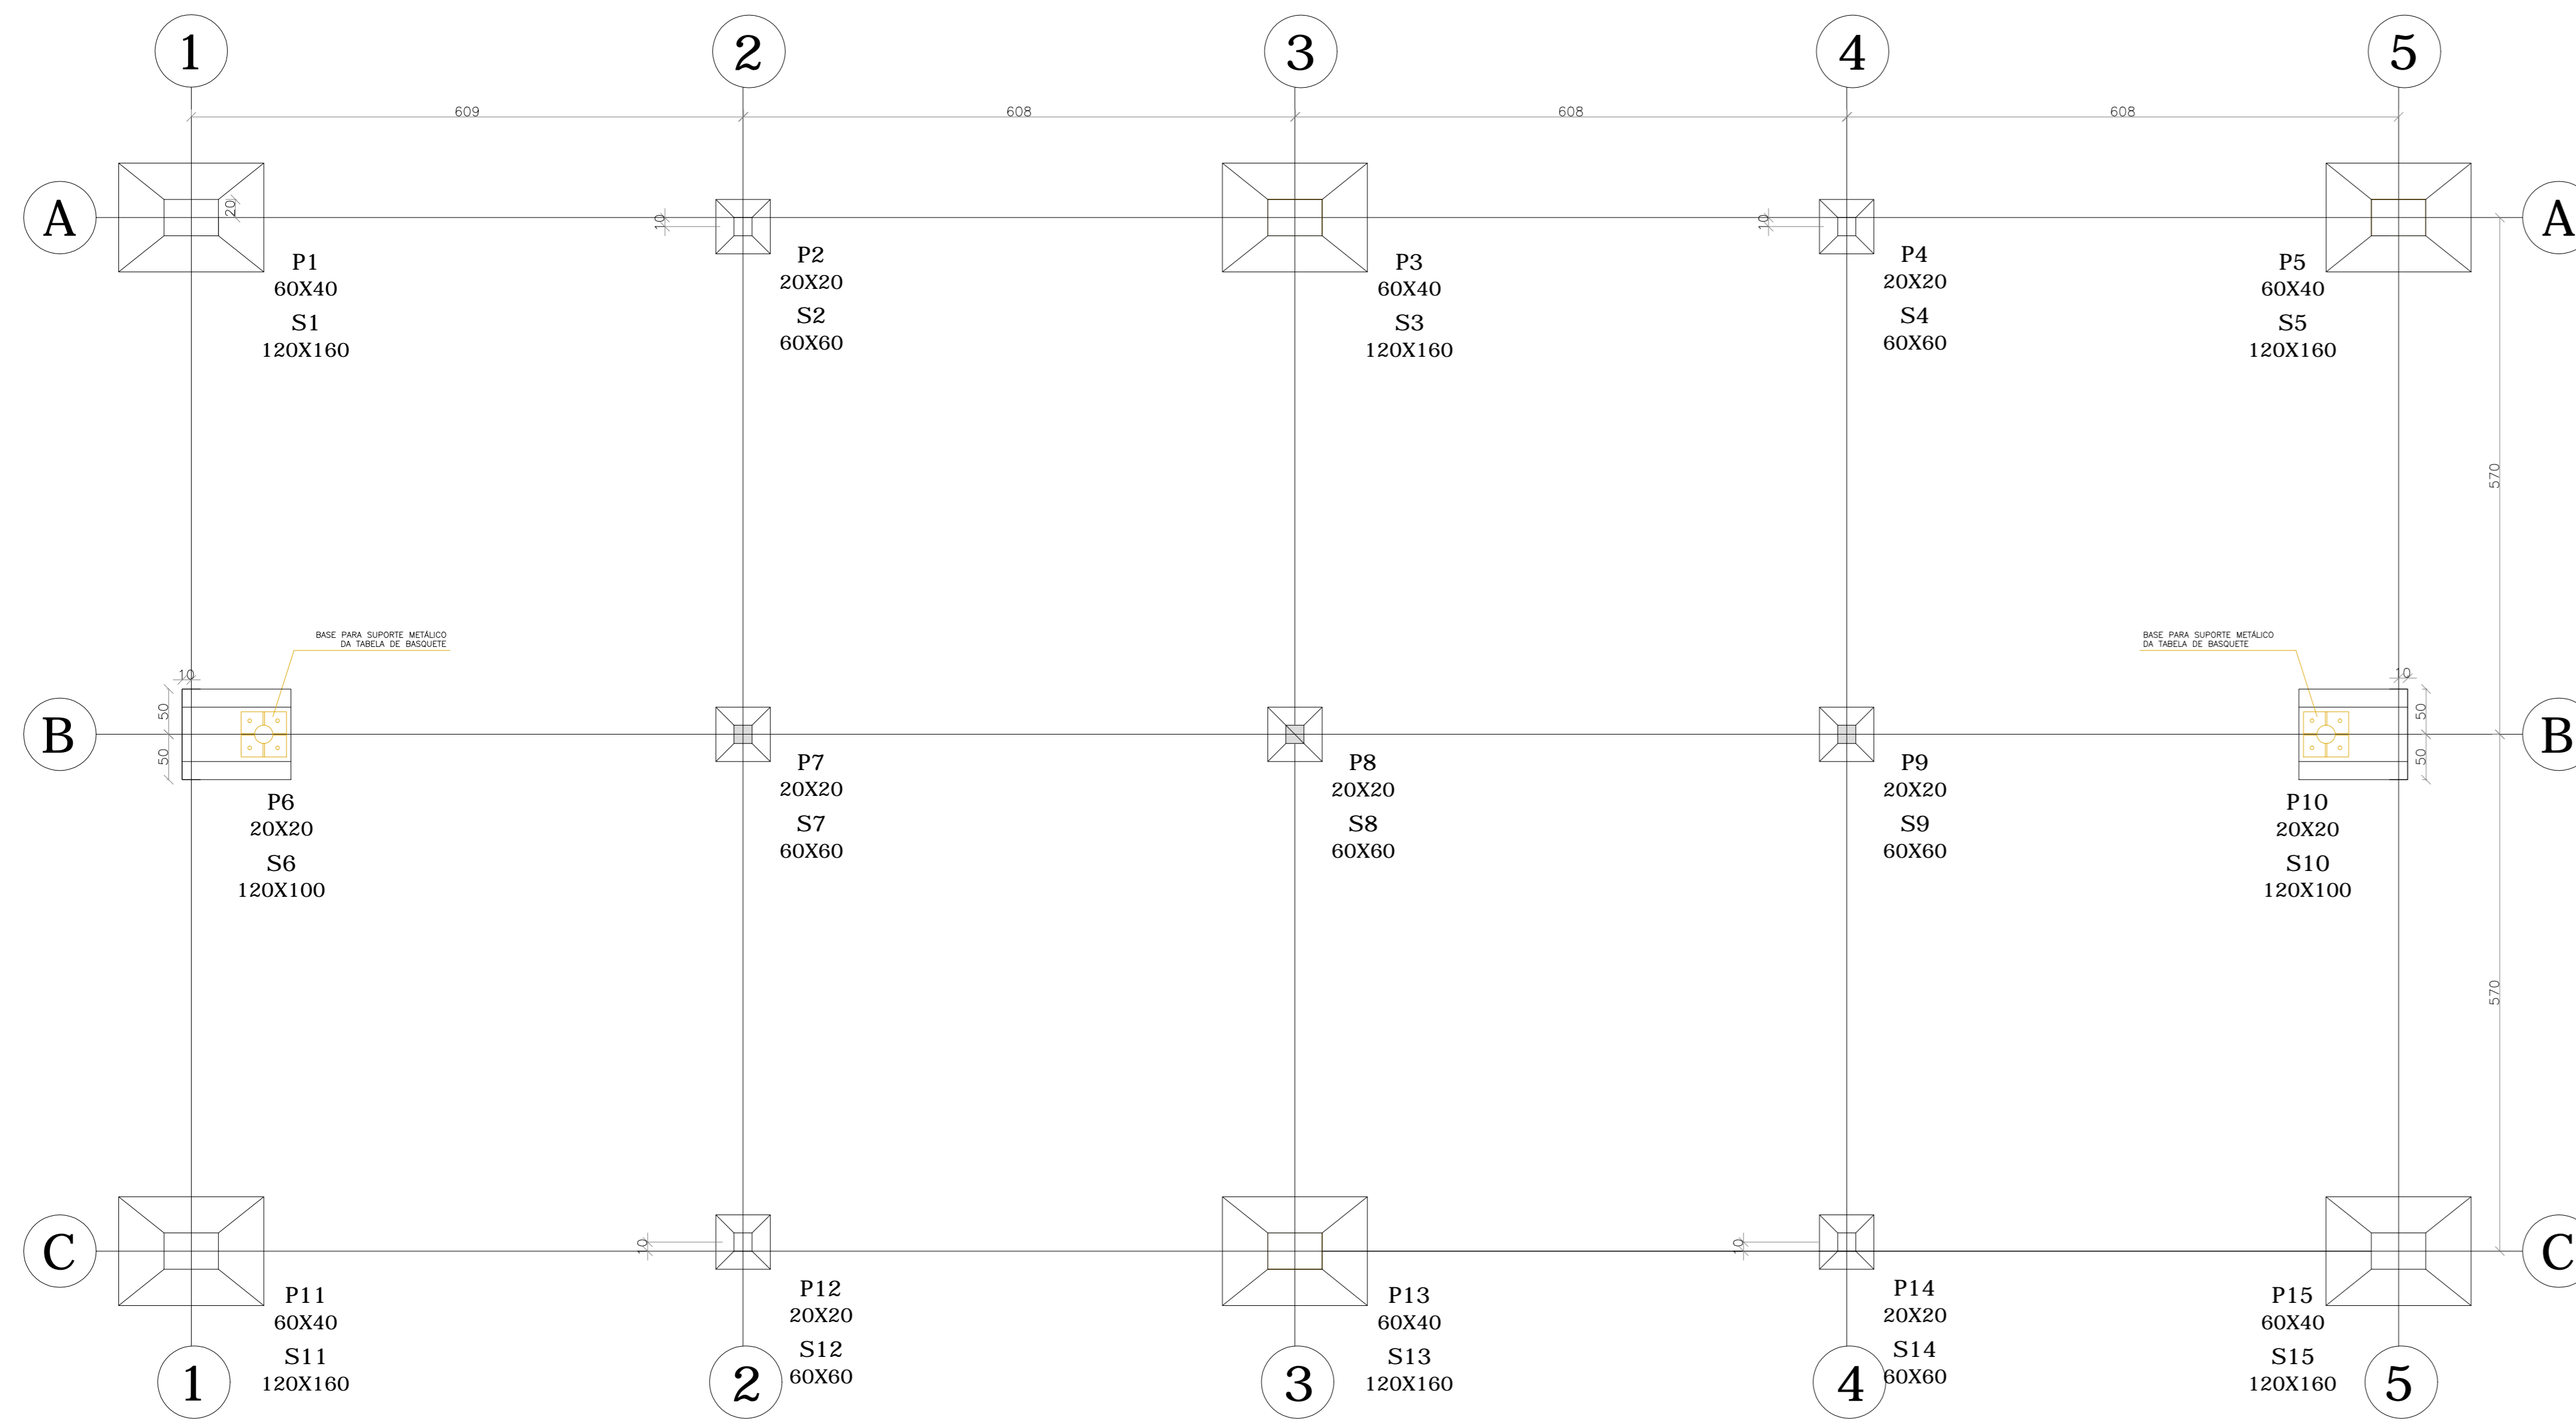 1
2
3
4
5
609
608
608
608
A
20
10
10
A
P1
60X40
S1
120X160
P2
20X20
S2
60X60
P3
60X40
S3
120X160
P4
20X20
S4
60X60
P5
60X40
S5
120X160
570
BASE PARA SUPORTE METÁLICO
DA TABELA DE BASQUETE
BASE PARA SUPORTE METÁLICO
DA TABELA DE BASQUETE
10
50
50
B
10
50
50
B
P6
20X20
S6
120X100
P7
20X20
S7
60X60
P8
20X20
S8
60X60
P9
20X20
S9
60X60
P10
20X20
S10
120X100
570
C
10
10
C
P11
60X40
S11
120X160
P12
20X20
S12
60X60
P13
60X40
S13
120X160
P14
20X20
S14
60X60
P15
60X40
S15
120X160
1
2
3
4
5